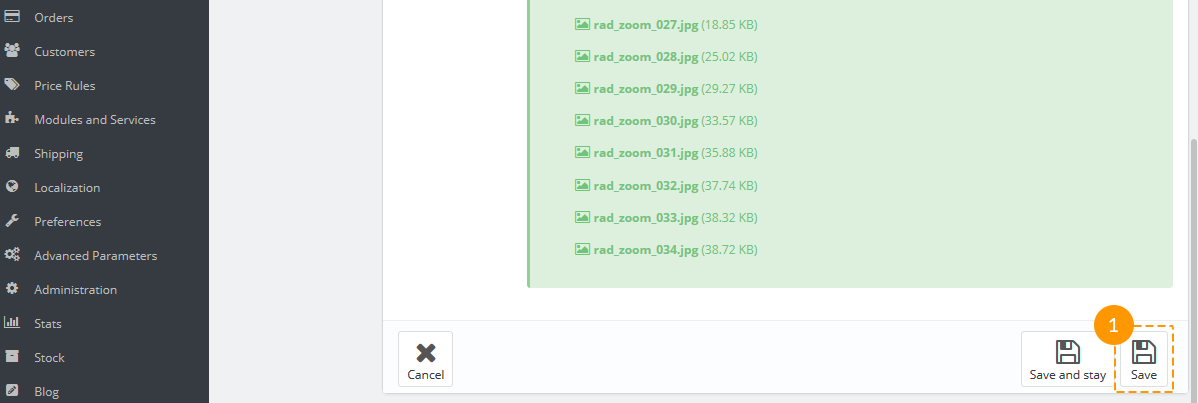 Orders
Customers
Price Rules
Modules and Services
Shipping
Localization
Preferences
Advanced Parameters
Administration
Stats
Stock
Blog
rad_zoom_027.jpg (18.85 KB)
rad_zoom_028.jpg (25.02 KB)
rad_zoom_029.jpg (29.27 KB)
rad_zoom_030.jpg (33.57 KB)
rad_zoom_031.jpg (35.88 KB)
rad_zoom_032.jpg (37.74 KB)
rad_zoom_033.jpg (38.32 KB)
rad_zoom_034.jpg (38.72 KB)
1
Cancel
Save and stay
Save